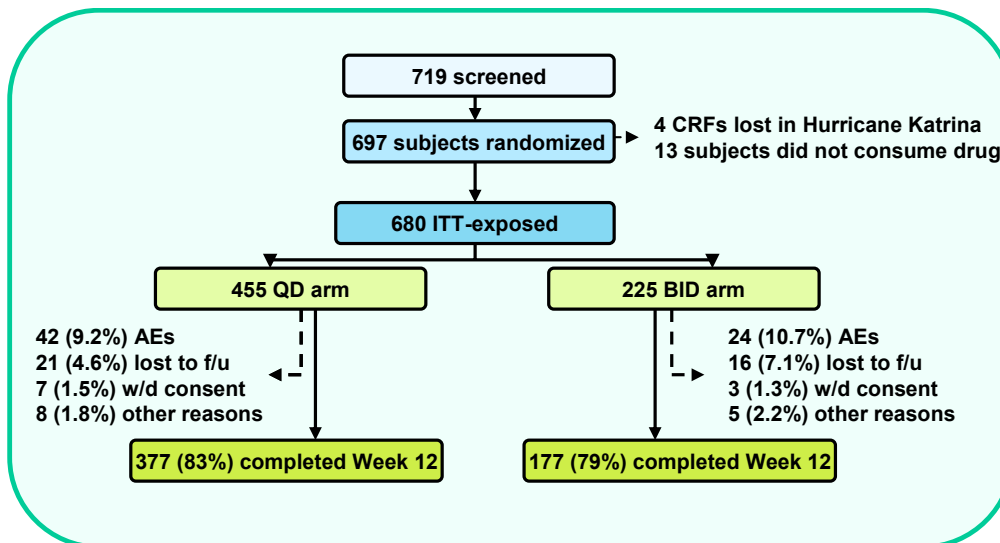 719 screened
697 subjects randomized
4 CRFs lost in Hurricane Katrina
13 subjects did not consume drug
680 ITT-exposed
455 QD arm
225 BID arm
42 (9.2%) AEs
21 (4.6%) lost to f/u
7 (1.5%) w/d consent
8 (1.8%) other reasons
24 (10.7%) AEs
16 (7.1%) lost to f/u
3 (1.3%) w/d consent
5 (2.2%) other reasons
377 (83%) completed Week 12
177 (79%) completed Week 12